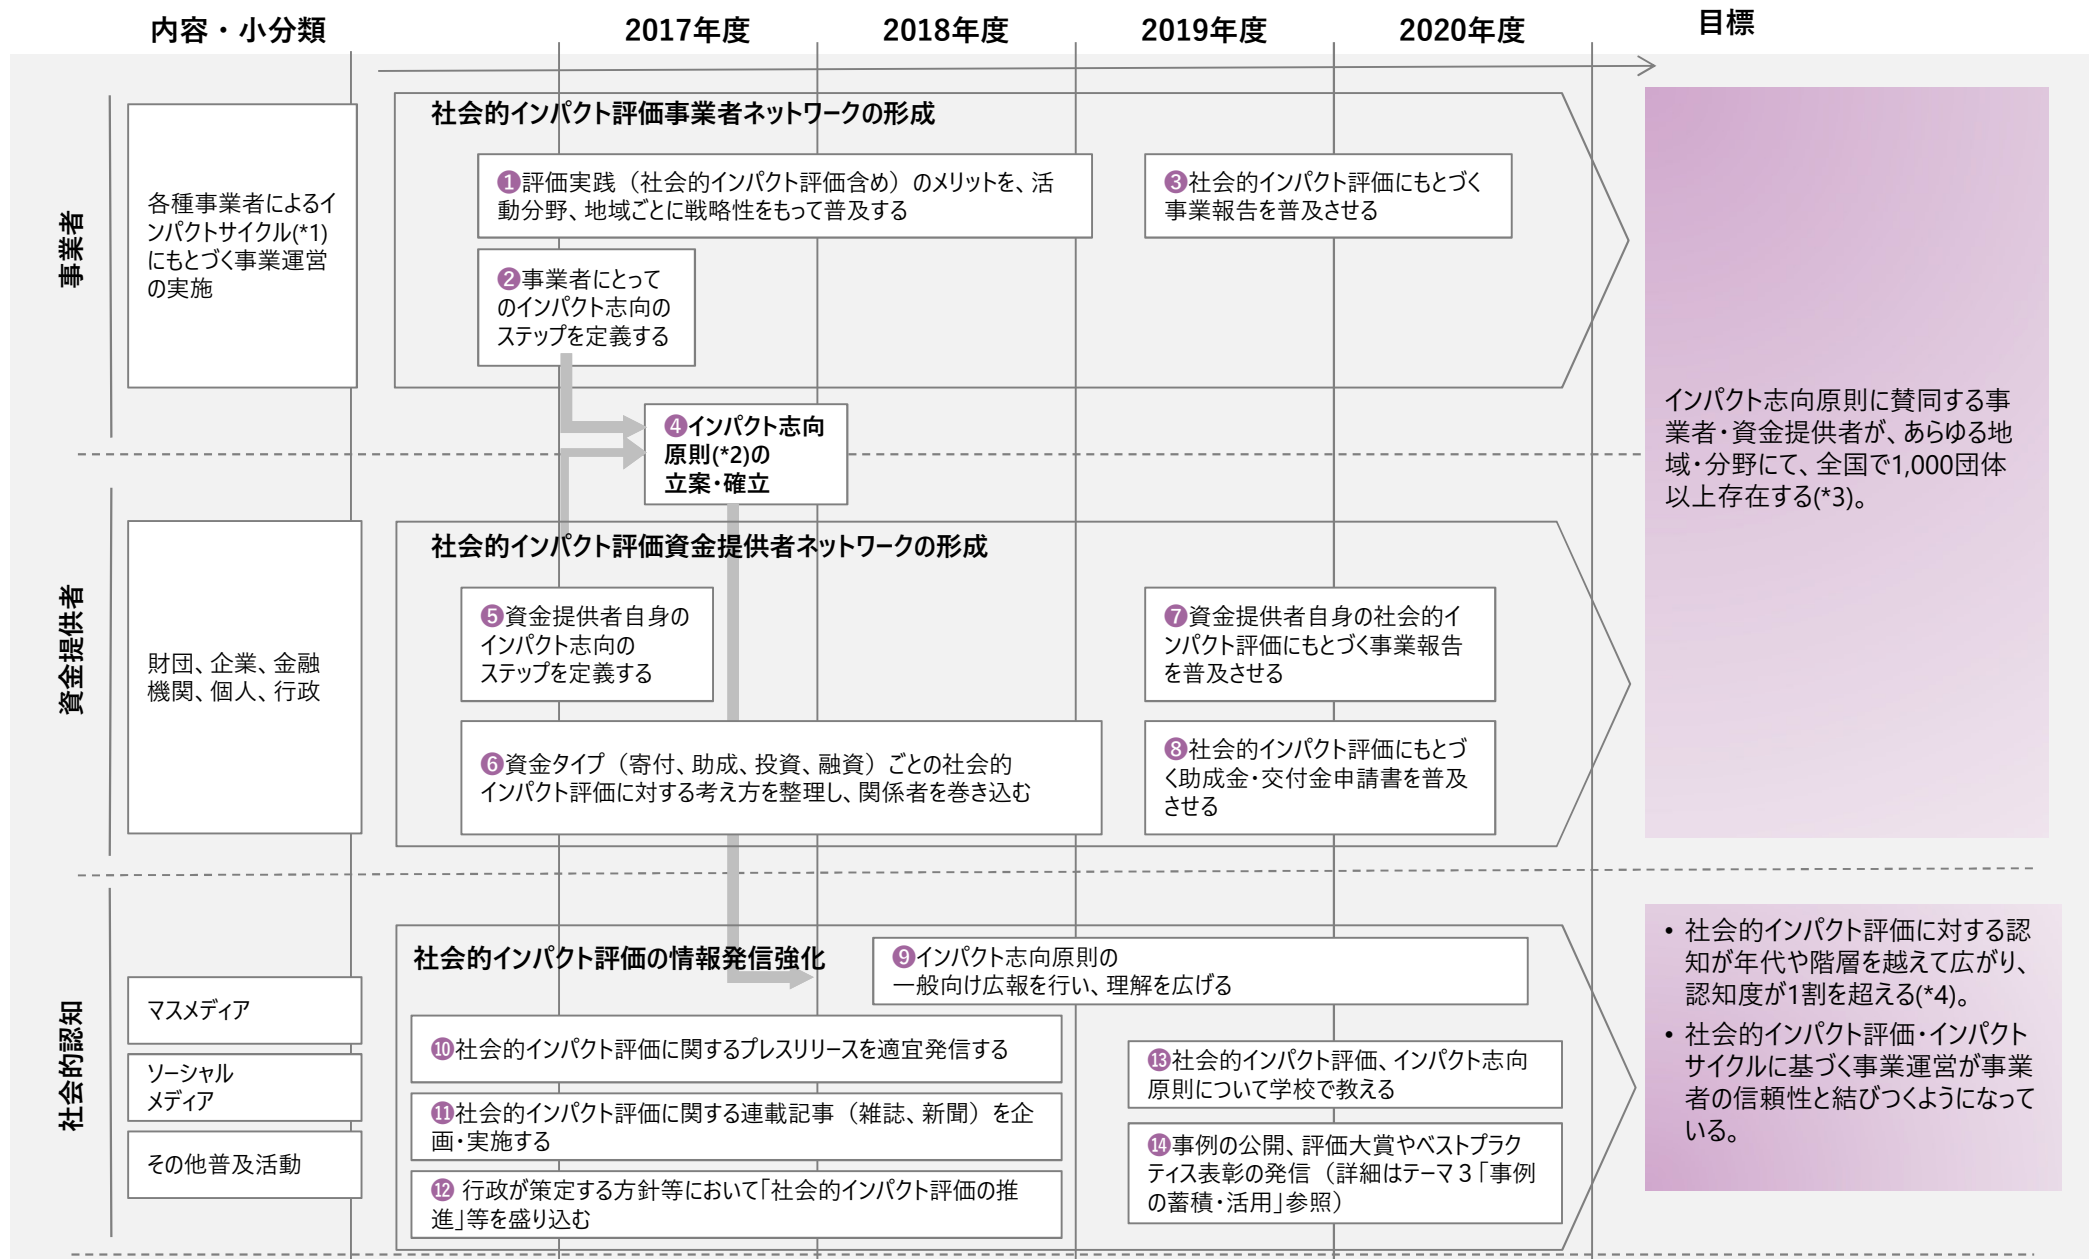 内容・小分類
2017年度
2018年度
2019年度
2020年度
目標
事業者
各種事業者によるイ
ンパクトサイクル(*1)
にもとづく事業運営
の実施
社会的インパクト評価事業者ネットワークの形成
❶評価実践（社会的インパクト評価含め）のメリットを、活
動分野、地域ごとに戦略性をもって普及する
❸社会的インパクト評価にもとづく
事業報告を普及させる
❷事業者にとって
のインパクト志向の
ステップを定義する
❹インパクト志向
原則(*2)の
立案・確立
インパクト志向原則に賛同する事
業者・資金提供者が、あらゆる地
域・分野にて、全国で1,000団体
以上存在する(*3)。
資金提供者
財団、企業、金融
機関、個人、行政
社会的インパクト評価資金提供者ネットワークの形成
❺資金提供者自身の
インパクト志向の
ステップを定義する
❼資金提供者自身の社会的イ
ンパクト評価にもとづく事業報告
を普及させる
❻資金タイプ（寄付、助成、投資、融資）ごとの社会的
インパクト評価に対する考え方を整理し、関係者を巻き込む
❽社会的インパクト評価にもとづ
く助成金・交付金申請書を普及
させる
社会的認知
マスメディア
ソーシャル
メディア
その他普及活動
社会的インパクト評価の情報発信強化
❾インパクト志向原則の
一般向け広報を行い、理解を広げる
❿社会的インパクト評価に関するプレスリリースを適宜発信する
⓫社会的インパクト評価に関する連載記事（雑誌、新聞）を企
画・実施する
⓬ 行政が策定する方針等において「社会的インパクト評価の推
進」等を盛り込む
⓭社会的インパクト評価、インパクト志向
原則について学校で教える
⓮事例の公開、評価大賞やベストプラク
ティス表彰の発信（詳細はテーマ３「事例
の蓄積・活用」参照）
• 社会的インパクト評価に対する認
知が年代や階層を越えて広がり、
認知度が1割を超える(*4)。
• 社会的インパクト評価・インパクト
サイクルに基づく事業運営が事業
者の信頼性と結びつくようになって
いる。